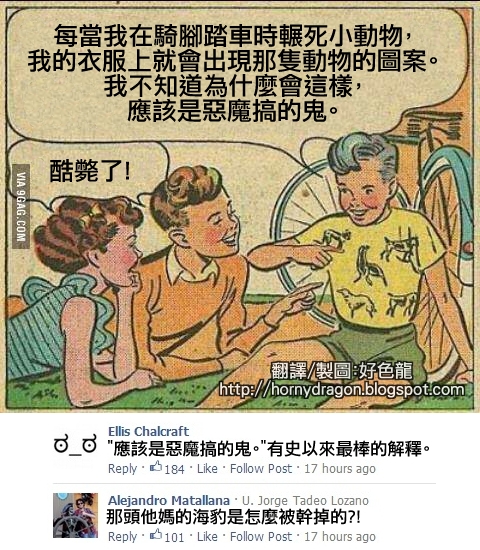 每當我在騎腳踏車時輾死小動物，
我的衣服上就會出現那隻動物的圖案。
我不知道為什麼會這樣，
應該是惡魔搞的鬼。
酷斃了!
VIA 9GAG.COM
翻譯/製圖:好色龍
http://hornydragon.blogspot.com
ಠ_ಠ
Ellis Chalcraft
"應該是惡魔搞的鬼。"有史以來最棒的解釋。
Reply · 184 · Like · Follow Post · 17 hours ago
Alejandro Matallana · U. Jorge Tadeo Lozano
那頭他媽的海豹是怎麼被幹掉的?!
Reply · 101 · Like · Follow Post · 17 hours ago